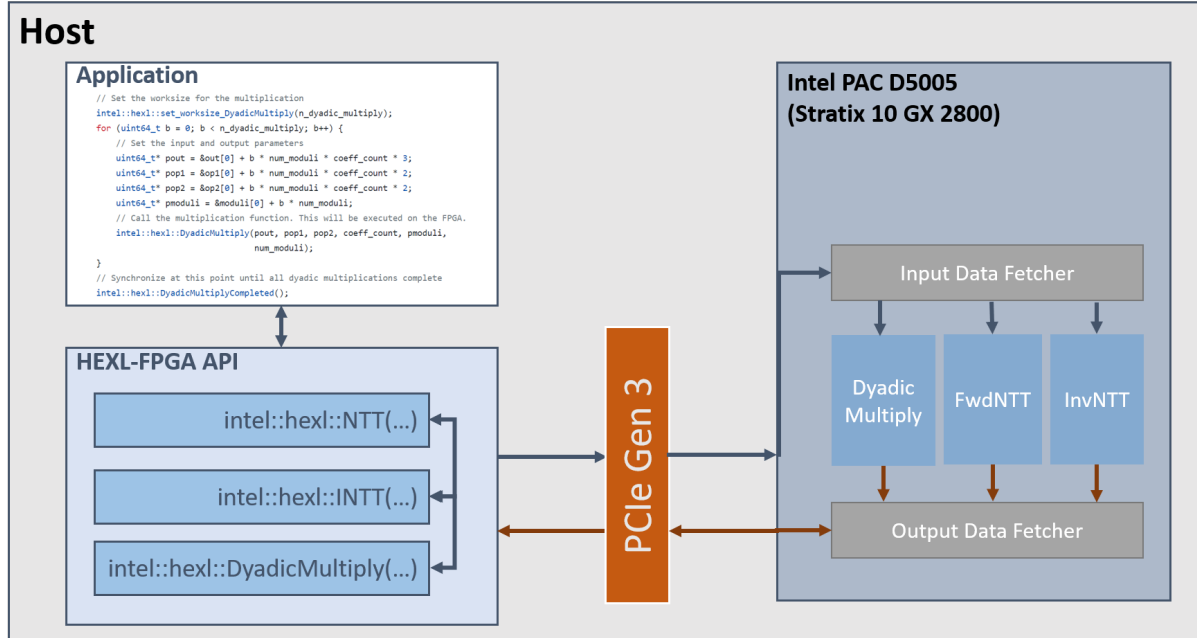 Host
Application
// Set the worksize for the multiplication
intel::hexl::set_worksize_DyadicMultiply(n_dyadic_multiply);
for (uint64_t b = 0; b < n_dyadic_multiply; b++) {
// Set the input and output parameters
uint64_t* pout = &out[0] + b * num_moduli * coeff_count * 3;
uint64_t* pop1 = &op1[0] + b * num_moduli * coeff_count * 2;
uint64_t* pop2 = &op2[0] + b * num_moduli * coeff_count * 2;
uint64_t* pmoduli = &moduli[0] + b * num_moduli;
// Call the multiplication function. This will be executed on the FPGA.
intel::hexl::DyadicMultiply(pout, pop1, pop2, coeff_count, pmoduli,
num_moduli);
}
// Synchronize at this point until all dyadic multiplications complete
intel::hexl::DyadicMultiplyCompleted();
HEXL-FPGA API
intel::hexl::NTT(...)
intel::hexl::INTT(...)
intel::hexl::DyadicMultiply(...)
PCIe Gen 3
Intel PAC D5005
(Stratix 10 GX 2800)
Input Data Fetcher
Dyadic
Multiply
FwdNTT
InvNTT
Output Data Fetcher